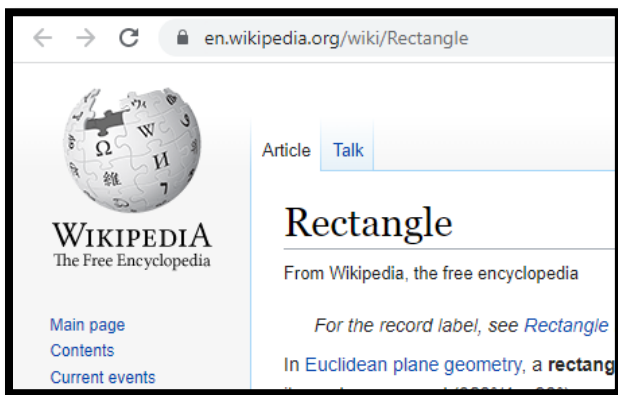 en.wikipedia.org/wiki/Rectangle
Article Talk
WIKIPEDIA
The Free Encyclopedia
Rectangle
From Wikipedia, the free encyclopedia
For the record label, see Rectangle
In Euclidean plane geometry, a rectang
Main page
Contents
Current events